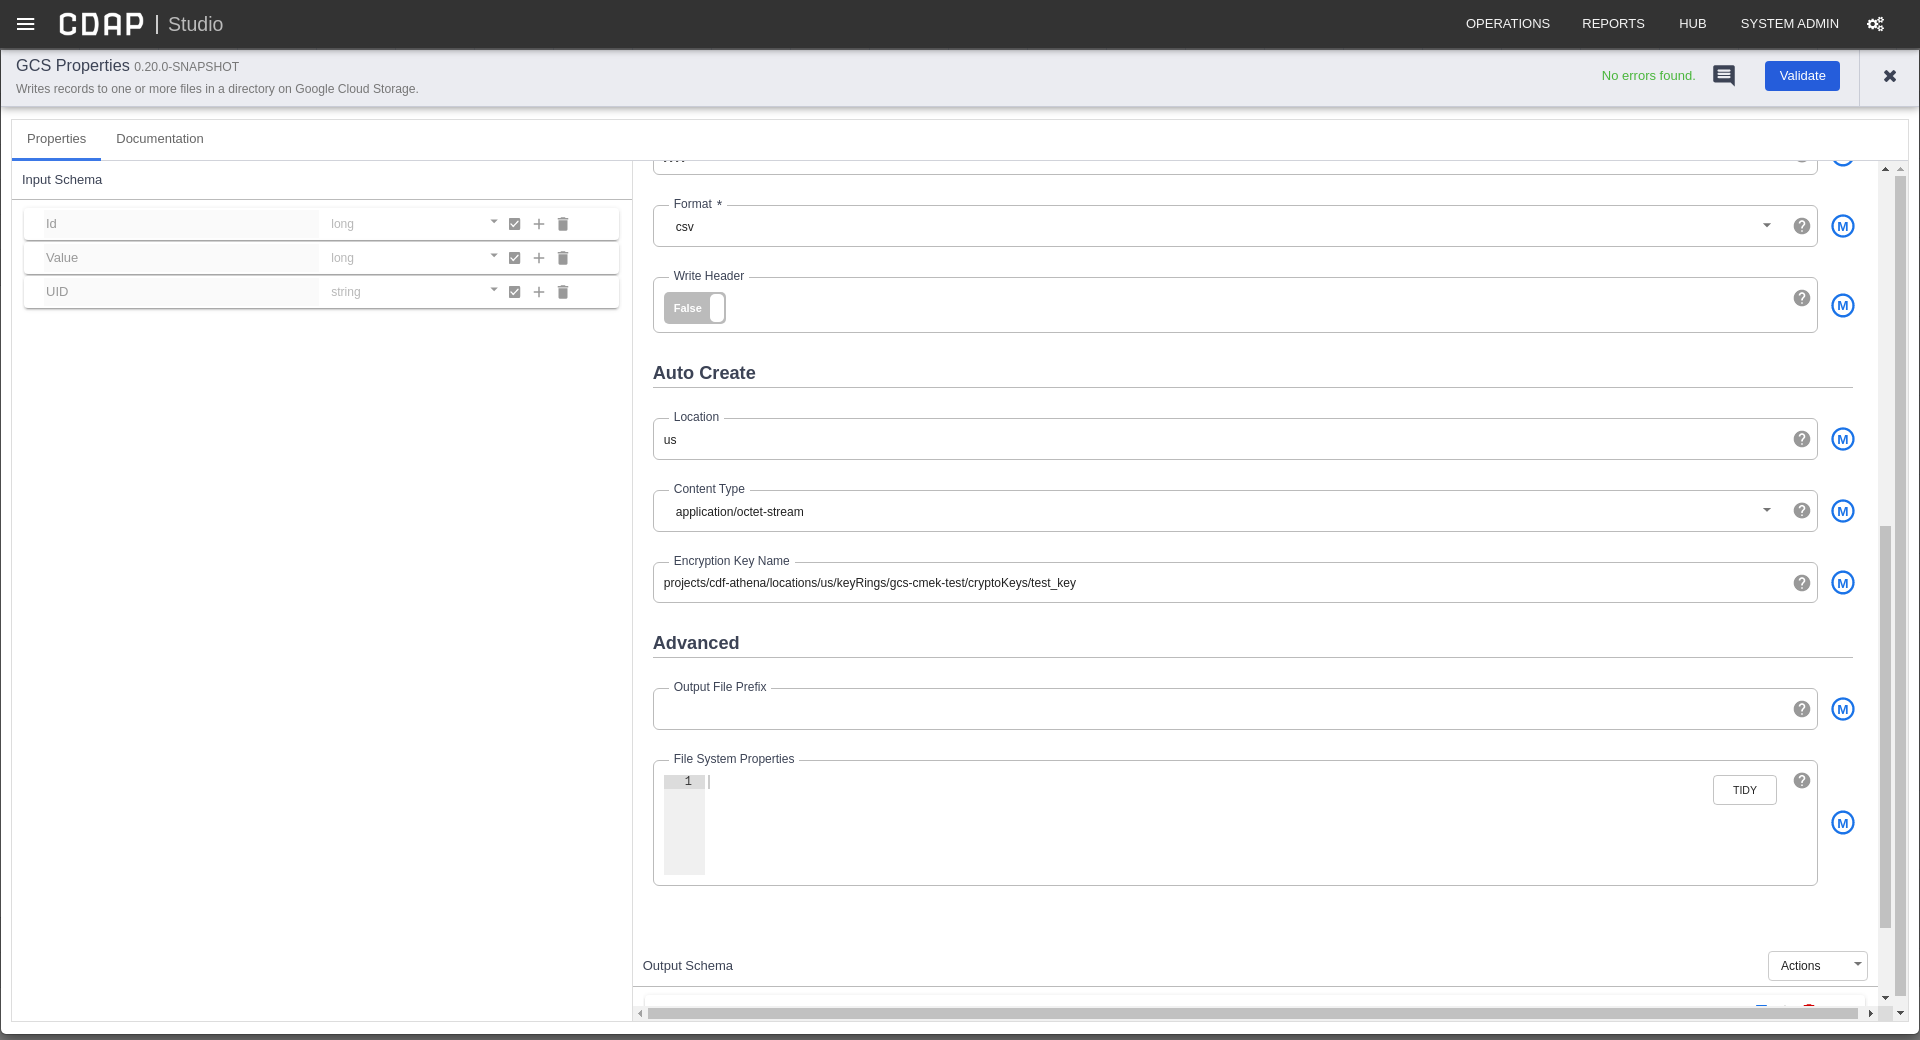 CDAP | Studio
OPERATIONS REPORTS HUB SYSTEM ADMIN
GCS Properties 0.20.0-SNAPSHOT
Writes records to one or more files in a directory on Google Cloud Storage.
No errors found.
Validate
Properties Documentation
Input Schema
Id long
Value long
UID string
Format *
csv
M
Write Header
False
M
Auto Create
Location
us
M
Content Type
application/octet-stream
M
Encryption Key Name
projects/cdf-athena/locations/us/keyRings/gcs-cmek-test/cryptoKeys/test_key
M
Advanced
Output File Prefix
M
File System Properties
1
TIDY
M
Output Schema
Actions